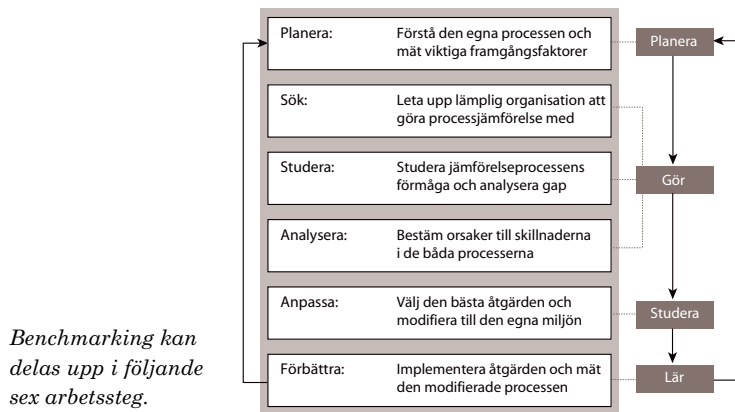 Planera: Förstå den egna processen och
mät viktiga framgångsfaktorer
Planera
Sök: Leta upp lämplig organisation att
göra processjämförelse med
Studera: Studera jämförelseprocessens
förmåga och analysera gap
Gör
Analysera: Bestäm orsaker till skillnaderna
i de båda processerna
Anpassa: Välj den bästa åtgärden och
modifiera till den egna miljön
Studera
Förbättra: Implementera åtgärden och mät
den modifierade processen
Lär
Benchmarking kan
delas upp i följande
sex arbetssteg.